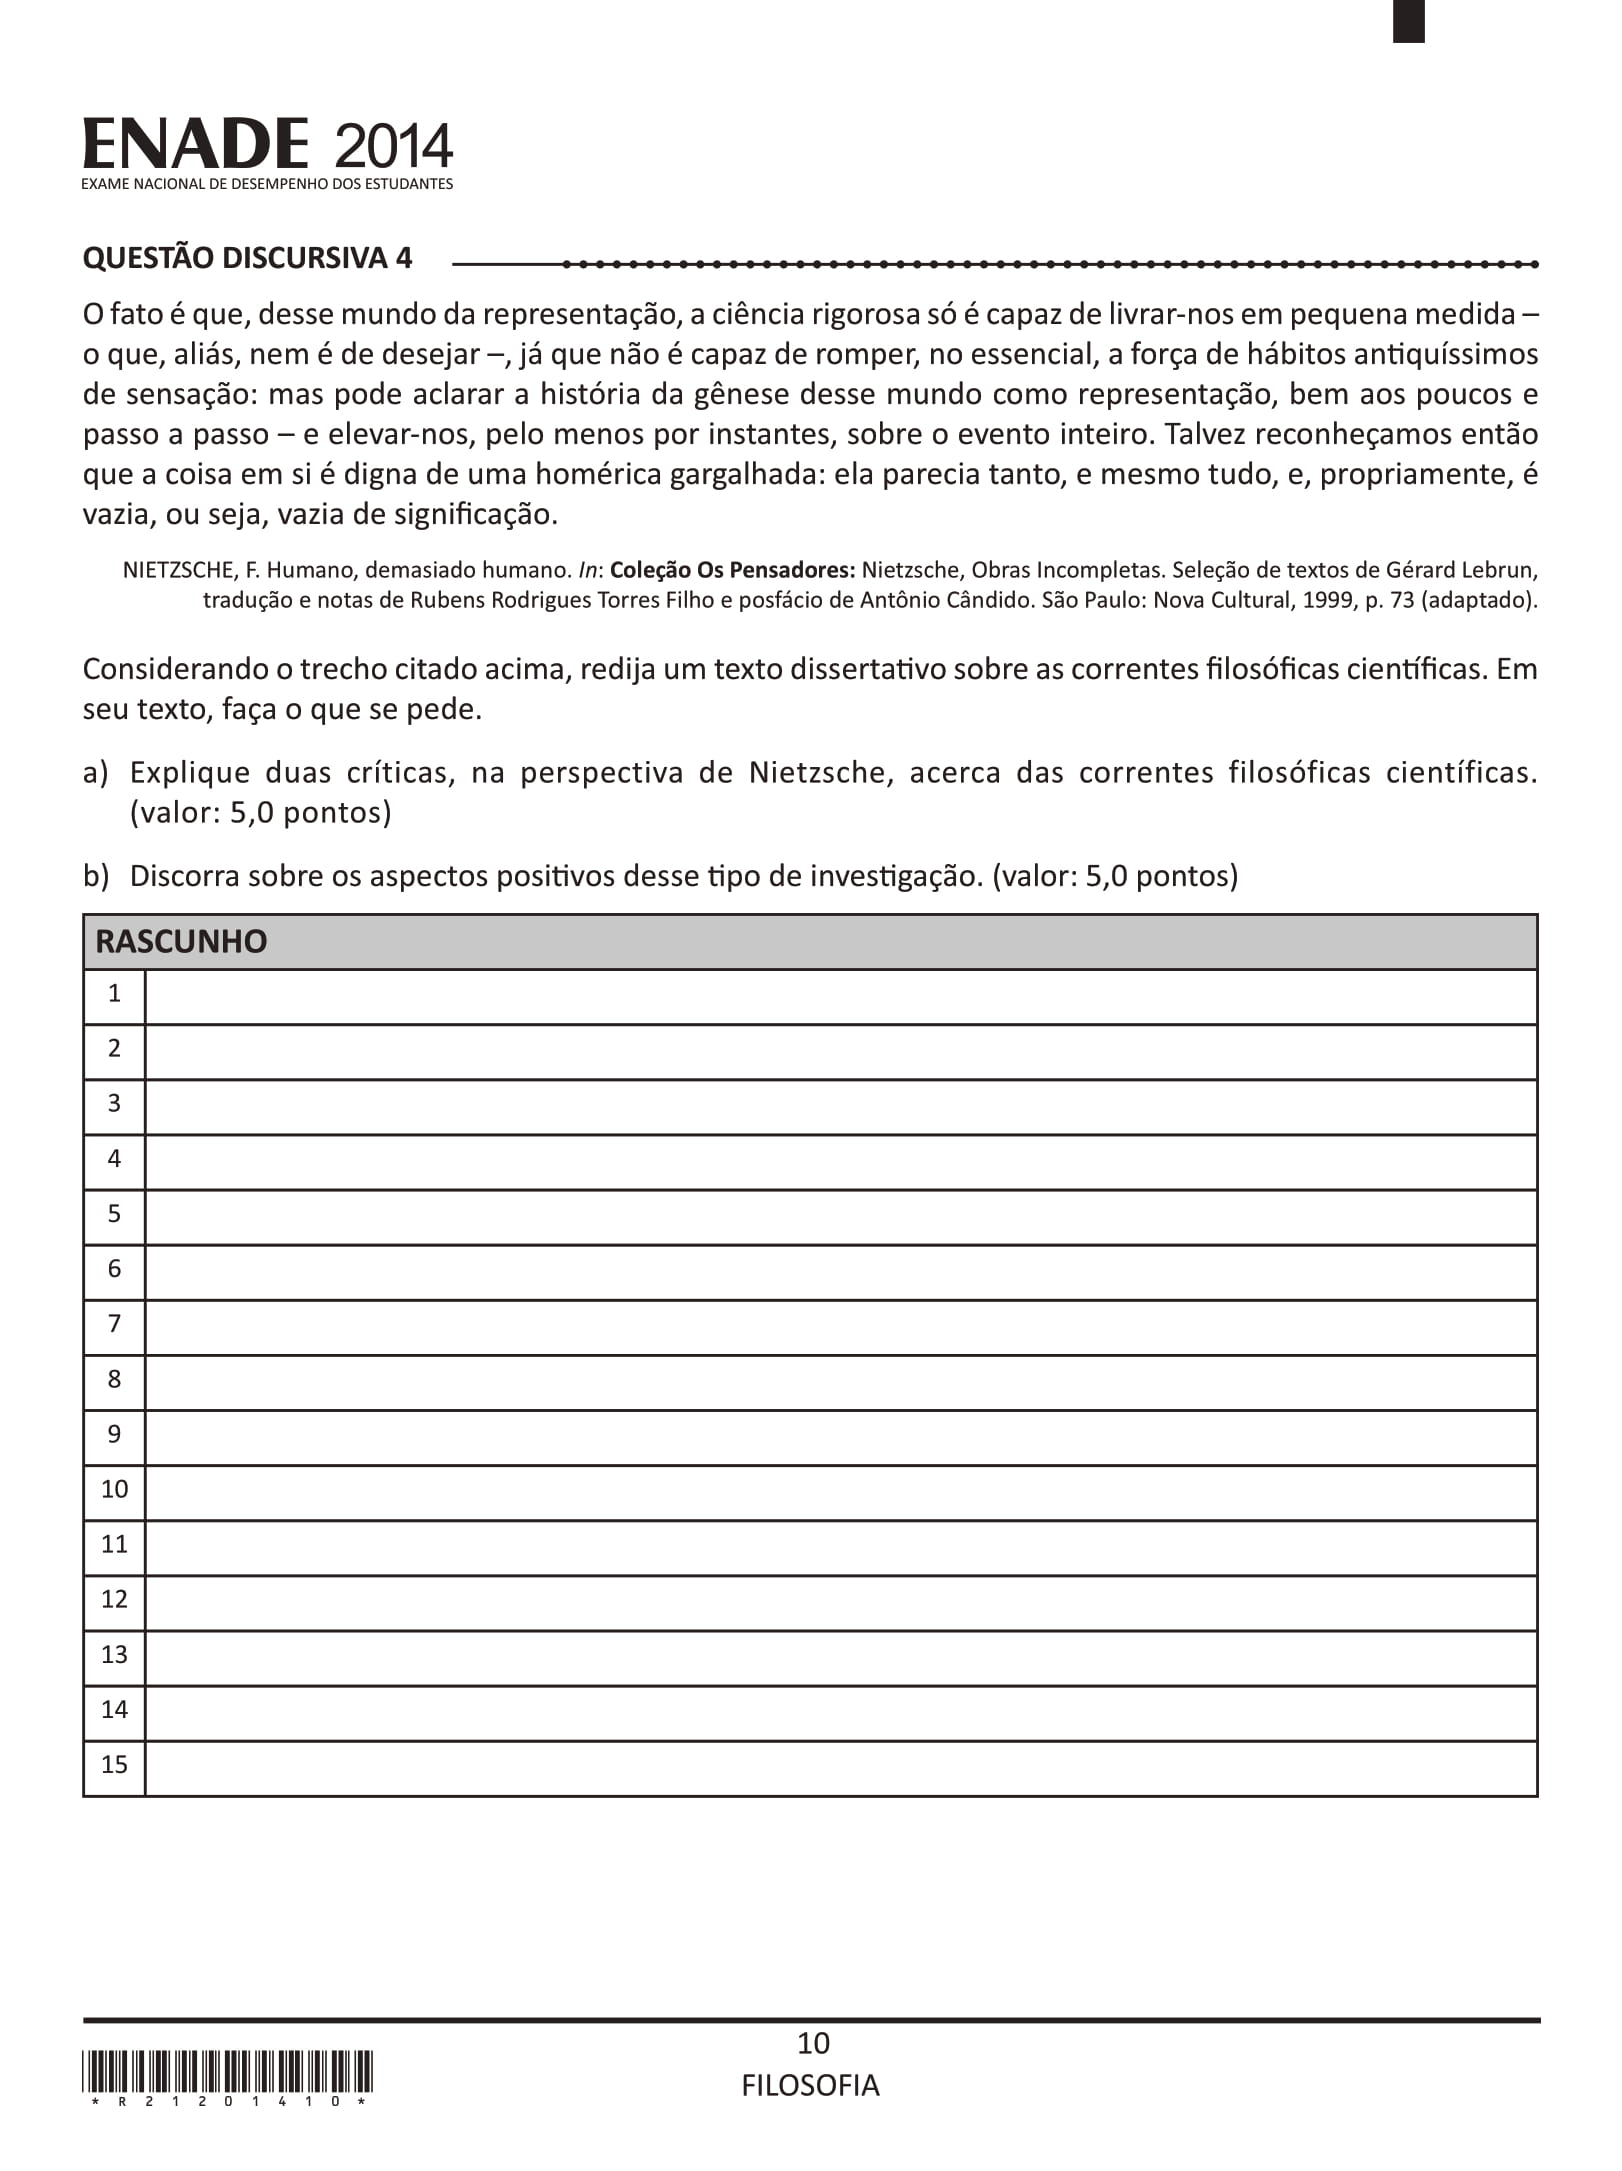 ENADE 2014
EXAME NACIONAL DE DESEMPENHO DOS ESTUDANTES
QUESTÃO DISCURSIVA 4
O fato é que, desse mundo da representação, a ciência rigorosa só é capaz de livrar-nos em pequena medida –
o que, aliás, nem é de desejar –, já que não é capaz de romper, no essencial, a força de hábitos antiquíssimos
de sensação: mas pode aclarar a história da gênese desse mundo como representação, bem aos poucos e
passo a passo – e elevar-nos, pelo menos por instantes, sobre o evento inteiro. Talvez reconheçamos então
que a coisa em si é digna de uma homérica gargalhada: ela parecia tanto, e mesmo tudo, e, propriamente, é
vazia, ou seja, vazia de significação.
NIETZSCHE, F. Humano, demasiado humano. In: Coleção Os Pensadores: Nietzsche, Obras Incompletas. Seleção de textos de Gérard Lebrun,
tradução e notas de Rubens Rodrigues Torres Filho e posfácio de Antônio Cândido. São Paulo: Nova Cultural, 1999, p. 73 (adaptado).
Considerando o trecho citado acima, redija um texto dissertativo sobre as correntes filosóficas científicas. Em
seu texto, faça o que se pede.
a) Explique duas críticas, na perspectiva de Nietzsche, acerca das correntes filosóficas científicas.
(valor: 5,0 pontos)
b) Discorra sobre os aspectos positivos desse tipo de investigação. (valor: 5,0 pontos)
RASCUNHO
1
2
3
4
5
6
7
8
9
10
11
12
13
14
15
10
FILOSOFIA
* R 2 1 2 0 1 4 1 0 *